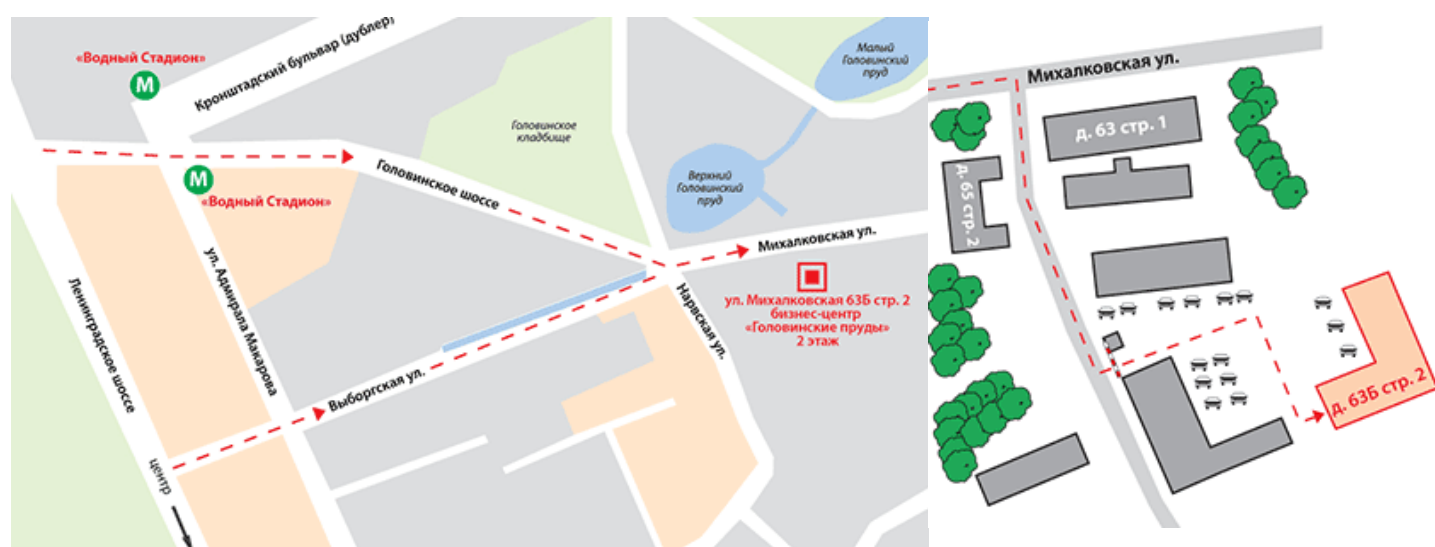 «Водный Стадион»
М
Кронштадский бульвар (дублер)
Малый
Головинский
пруд
Головинское
кладбище
Верхний
Головинский
пруд
М
«Водный Стадион»
Головинское шоссе
Михалковская ул.
ул. Михалковская 63Б стр. 2
бизнес-центр
«Головинские пруды»
2 этаж
Ленинградское шоссе
ул. Адмирала Макарова
Нарвская ул.
Выборгская ул.
центр
Михалковская ул.
д. 63 стр. 1
д. 65 стр. 2
д. 63Б стр. 2